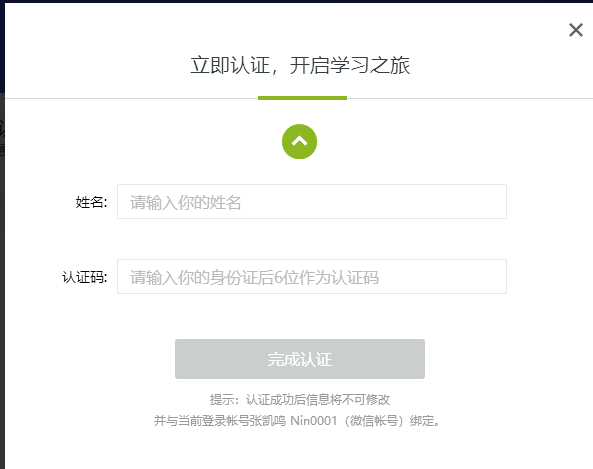 立即认证，开启学习之旅
姓名: 请输入你的姓名
认证码: 请输入你的身份证后6位作为认证码
完成认证
提示：认证成功后信息将不可修改
并与当前登录帐号张凯鸣 Nin0001（微信帐号）绑定。